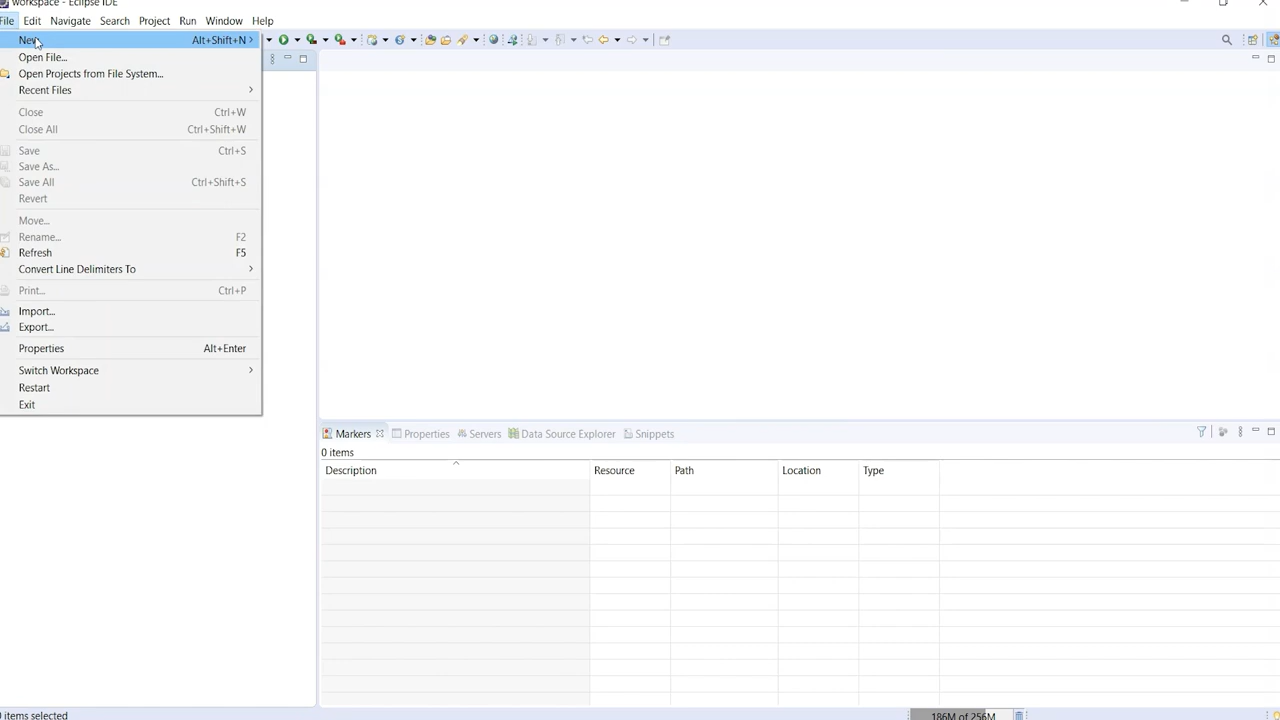 workspace - Eclipse IDE
File Edit Navigate Search Project Run Window Help
New Alt+Shift+N
Open File...
Open Projects from File System...
Recent Files
Close Ctrl+W
Close All Ctrl+Shift+W
Save Ctrl+S
Save As...
Save All Ctrl+Shift+S
Revert
Move...
Rename... F2
Refresh F5
Convert Line Delimiters To
Print... Ctrl+P
Import...
Export...
Properties Alt+Enter
Switch Workspace
Restart
Exit
Markers Properties Servers Data Source Explorer Snippets
0 items
Description Resource Path Location Type
0 items selected 186M of 256M